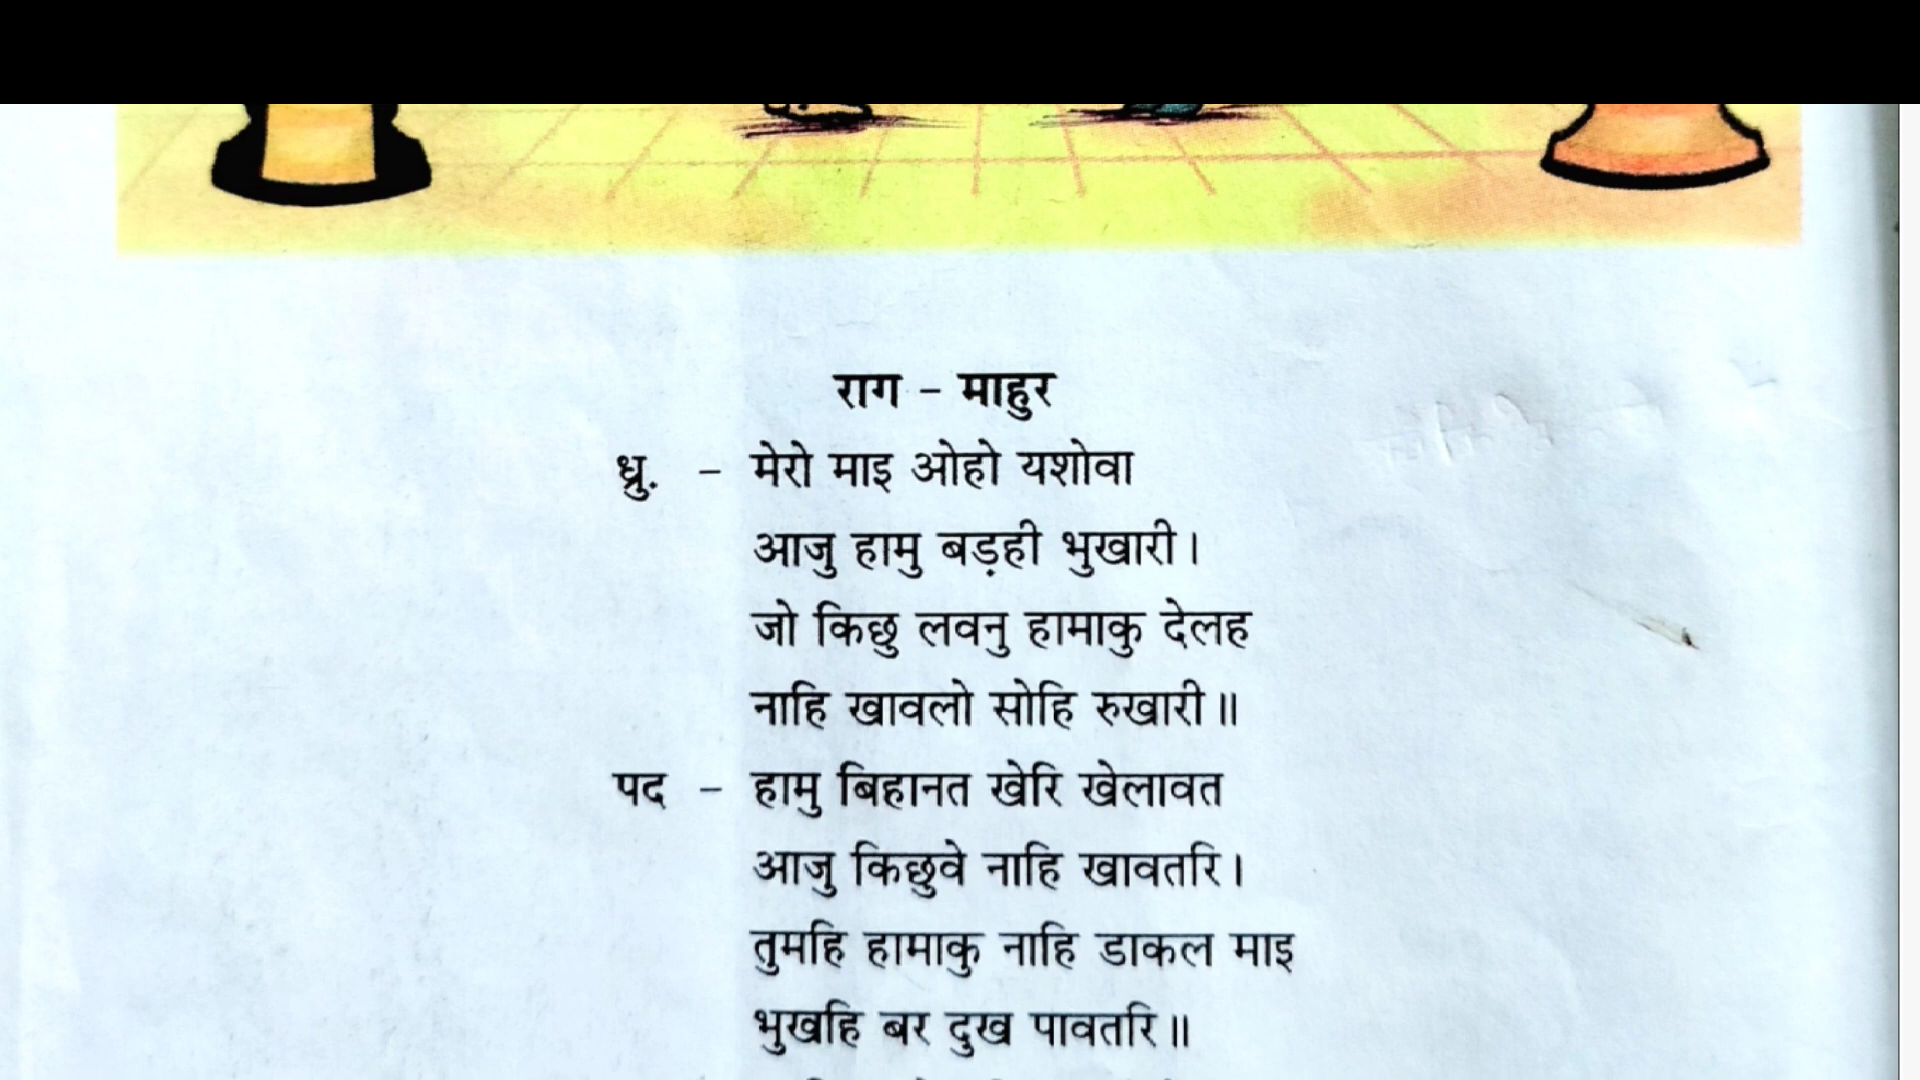 राग - माहुर
ध्रु. - मेरो माइ ओहो यशोवा
आजु हामु बड़ही भुखारी।
जो किछु लवनु हामाकु देलह
नाहि खावलो सोहि रुखारी॥
पद - हामु बिहानत खेरि खेलावत
आजु किछुवे नाहि खावतरि।
तुमहि हामाकु नाहि डाकल माइ
भुखहि बर दुख पावतरि॥